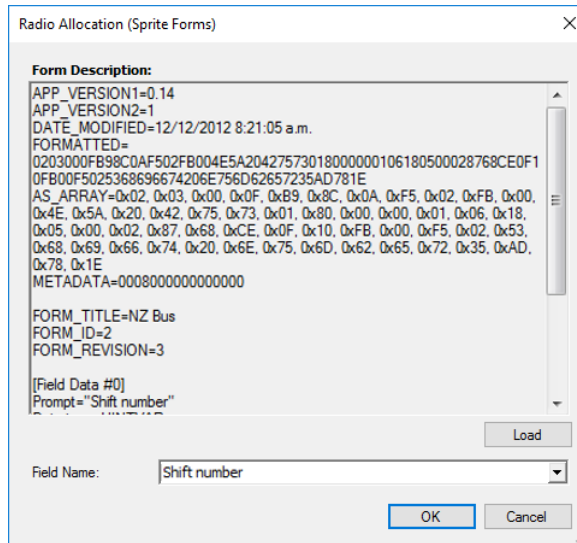 Radio Allocation (Sprite Forms)
Form Description:
APP_VERSION1=0.14
APP_VERSION2=1
DATE_MODIFIED=12/12/2012 8:21:05 a.m.
FORMATTED=
0203000FB98C0AF502FB004E5A20427573018000000106180500028768CE0F1
0FB00F5025368696674206E756D62657235AD781E
AS_ARRAY=0x02, 0x03, 0x00, 0x0F, 0xB9, 0x8C, 0x0A, 0xF5, 0x02, 0xFB, 0x00,
0x4E, 0x5A, 0x20, 0x42, 0x75, 0x73, 0x01, 0x80, 0x00, 0x00, 0x01, 0x06, 0x18,
0x05, 0x00, 0x02, 0x87, 0x68, 0xCE, 0x0F, 0x10, 0xFB, 0x00, 0xF5, 0x02, 0x53,
0x68, 0x69, 0x66, 0x74, 0x20, 0x6E, 0x75, 0x6D, 0x62, 0x65, 0x72, 0x35, 0xAD,
0x78, 0x1E
METADATA=0008000000000000
FORM_TITLE=NZ Bus
FORM_ID=2
FORM_REVISION=3
[Field Data #0]
Prompt="Shift number"
Load
Field Name:
Shift number
OK
Cancel